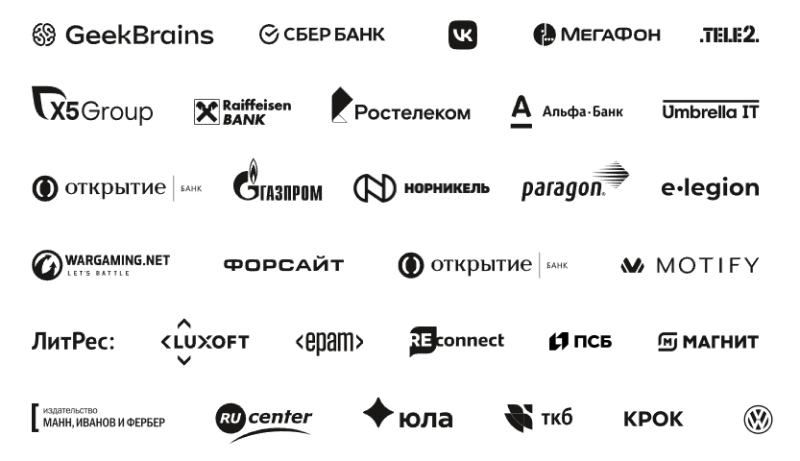 GeekBrains СБЕР БАНК VK МЕГАФОН .TELE2.
X5Group Raiffeisen BANK Ростелеком А Альфа·Банк Umbrella IT
открытие БАНК ГАЗПРОМ НОРНИКЕЛЬ paragon® e•legion
WARGAMING.NET LET'S BATTLE ФОРСАЙТ открытие БАНК MOTIFY
ЛитРес: <LUXOFT <epam> REconnect ПСБ М МАГНИТ
издательство МАНН, ИВАНОВ И ФЕРБЕР RU center юла ткб КРОК VW